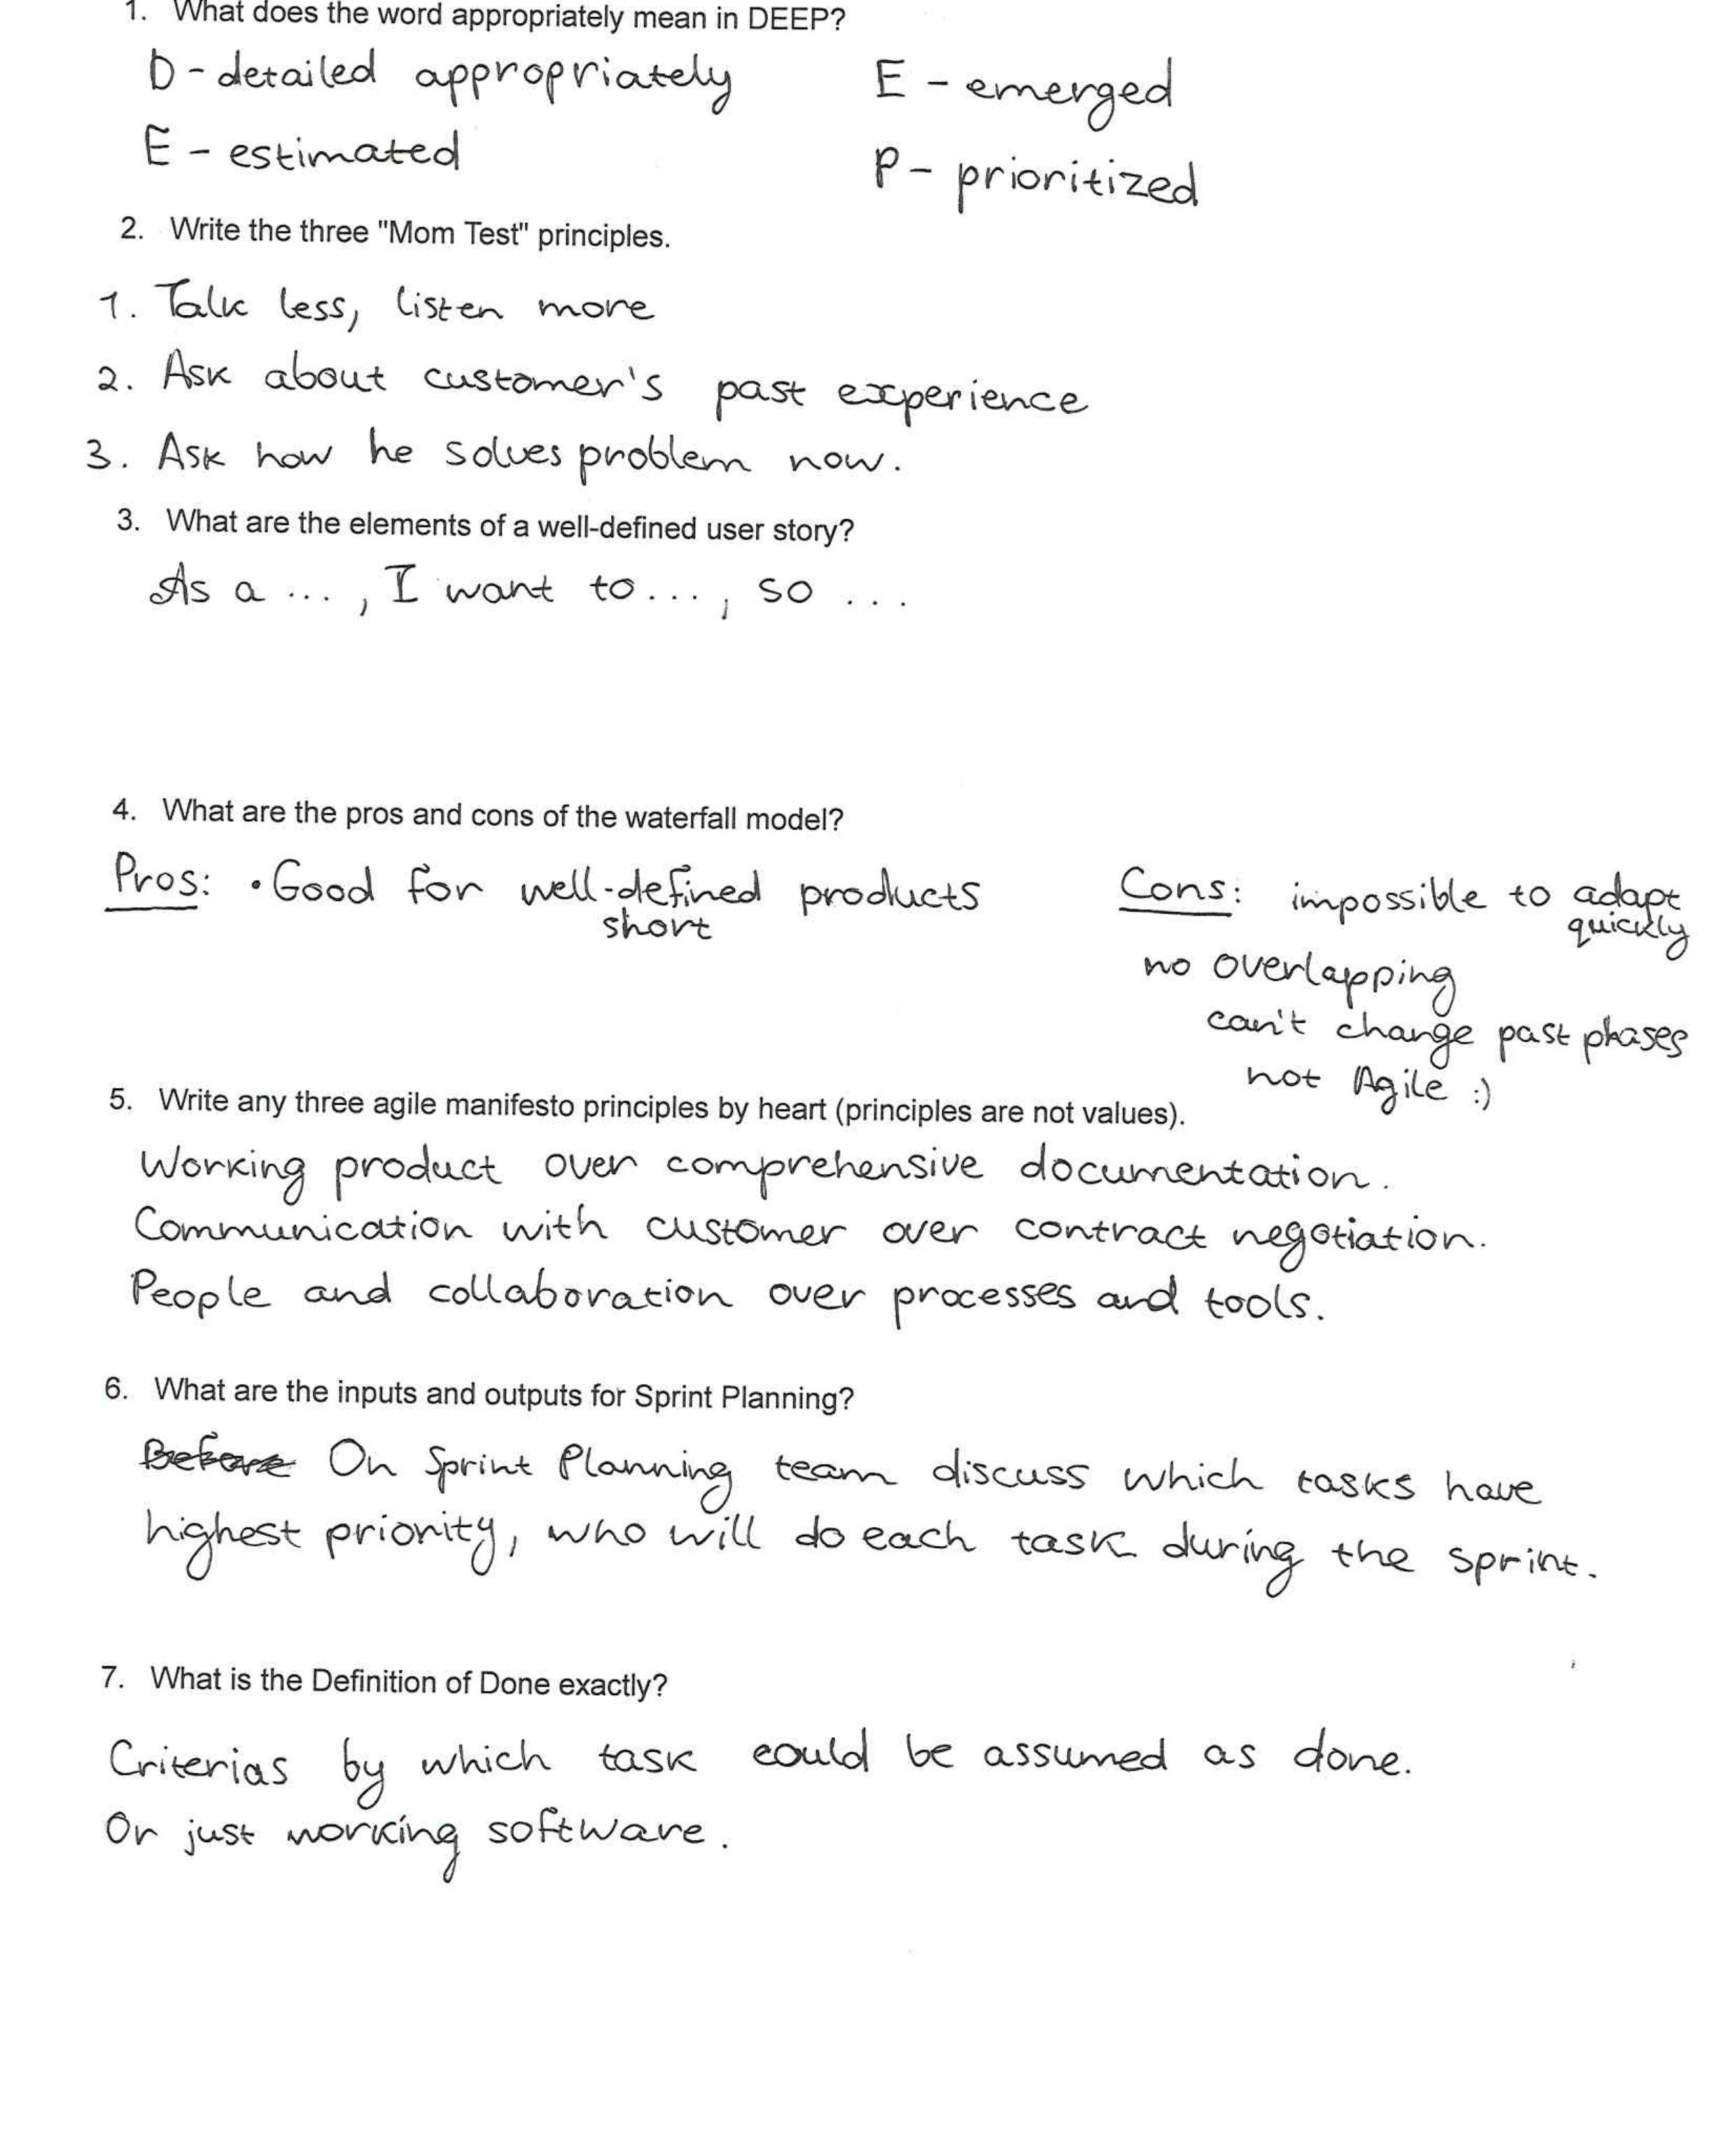 1. What does the word appropriately mean in DEEP?
D - detailed appropriately
E - estimated
E - emerged
P - prioritized
2. Write the three "Mom Test" principles.
1. Talk less, listen more
2. Ask about customer's past experience
3. Ask how he solves problem now.
3. What are the elements of a well-defined user story?
As a ..., I want to ..., so ...
4. What are the pros and cons of the waterfall model?
Pros: • Good for well-defined products
short
Cons: impossible to adapt
quickly
no overlapping
can't change past phases
not Agile :)
5. Write any three agile manifesto principles by heart (principles are not values).
Working product over comprehensive documentation.
Communication with customer over contract negotiation.
People and collaboration over processes and tools.
6. What are the inputs and outputs for Sprint Planning?
Before On Sprint Planning team discuss which tasks have
highest priority, who will do each task during the sprint.
7. What is the Definition of Done exactly?
Criterias by which task could be assumed as done.
Or just working software.